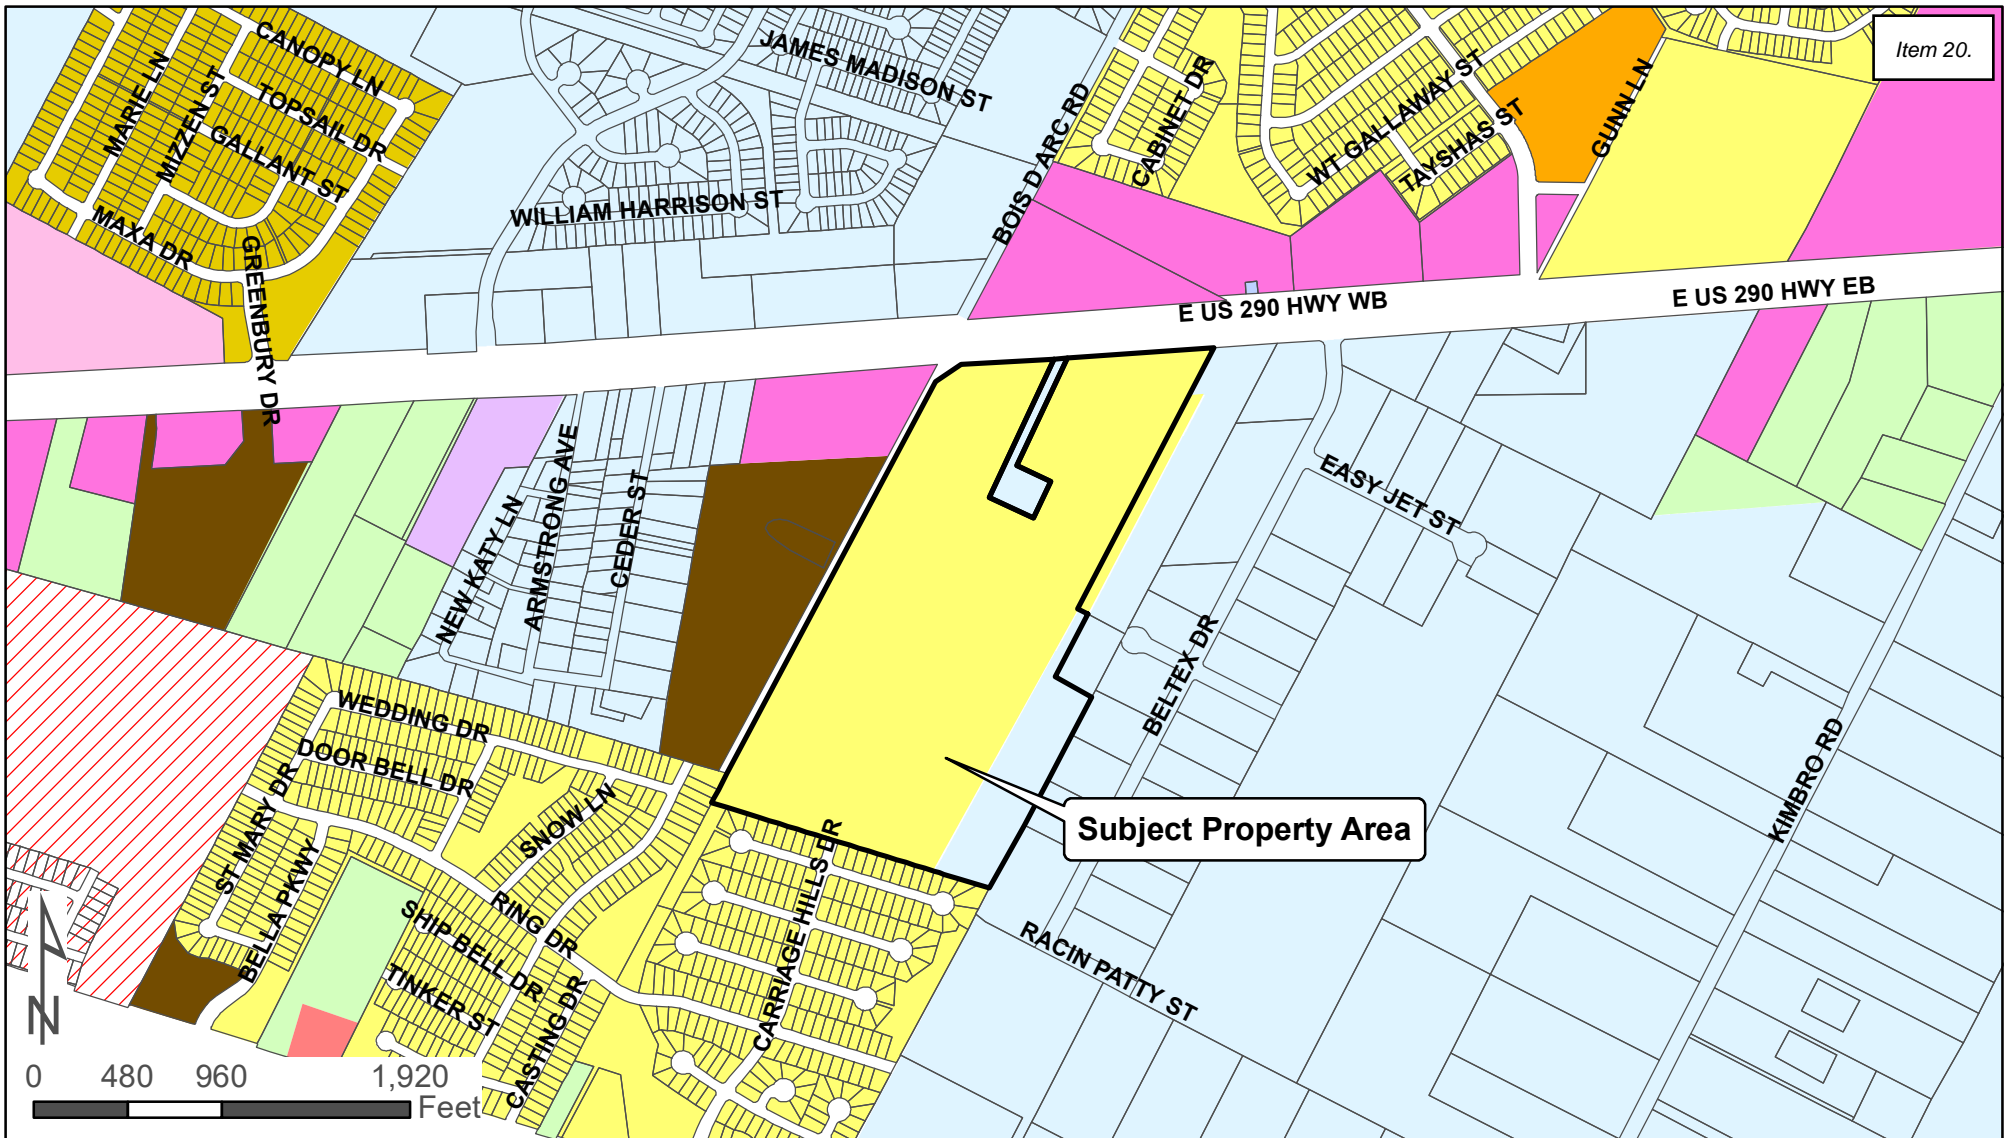 Item 20.
CANOPY LN
JAMES MADISON ST
MARIE LN
MIZZEN ST
TOPSAIL DR
GALLANT ST
BOIS D ARC RD
CABINET DR
WT GALLAWAY ST
TAYSHAS ST
GUNN LN
WILLIAM HARRISON ST
MAXA DR
GREENBURY DR
E US 290 HWY WB
E US 290 HWY EB
NEW KATY LN
ARMSTRONG AVE
CEDER ST
EASY JET ST
BELTEX DR
WEDDING DR
DOOR BELL DR
ST MARY DR
SNOW LN
BELLA PKWY
RING DR
SHIP BELL DR
TINKER ST
CASTING DR
CARRIAGE HILLS DR
Subject Property Area
KIMBRO RD
RACIN PATTY ST
N
0 480 960 1,920
Feet